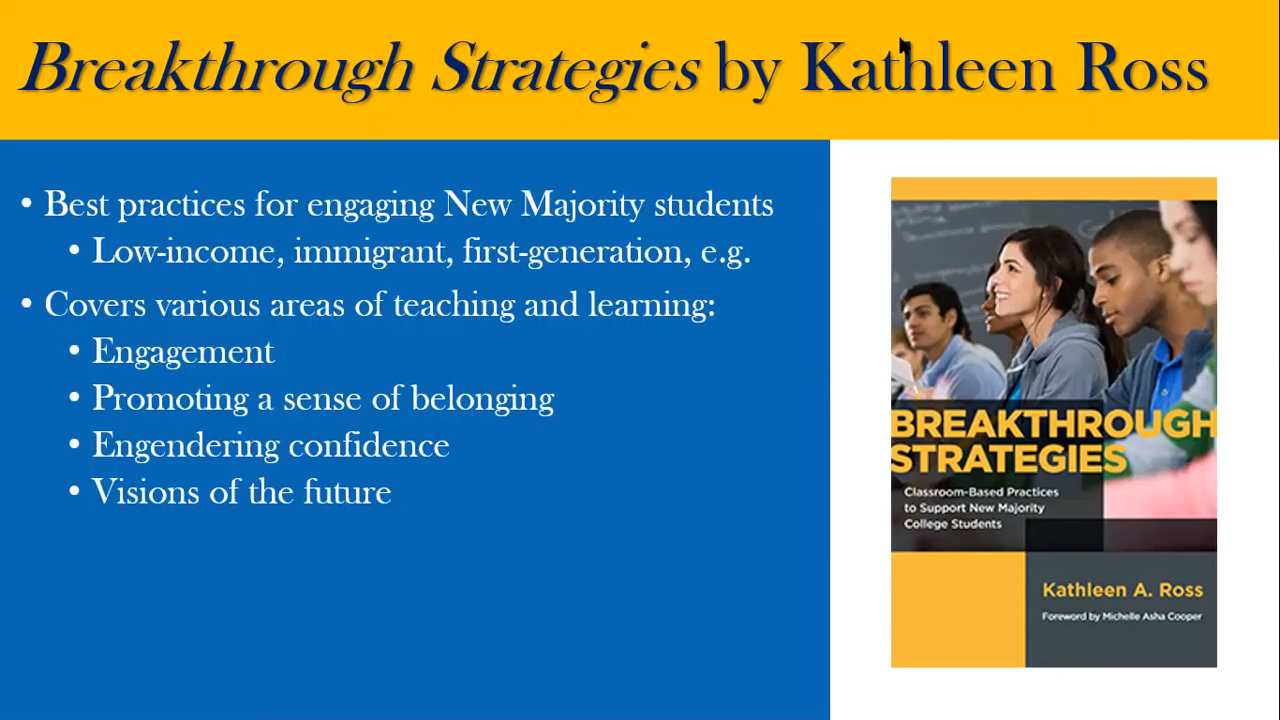 Breakthrough Strategies by Kathleen Ross
• Best practices for engaging New Majority students
• Low-income, immigrant, first-generation, e.g.
• Covers various areas of teaching and learning:
• Engagement
• Promoting a sense of belonging
• Engendering confidence
• Visions of the future
BREAKTHROUGH
STRATEGIES
Classroom-Based Practices
to Support New Majority
College Students
Kathleen A. Ross
Foreword by Michelle Asha Cooper